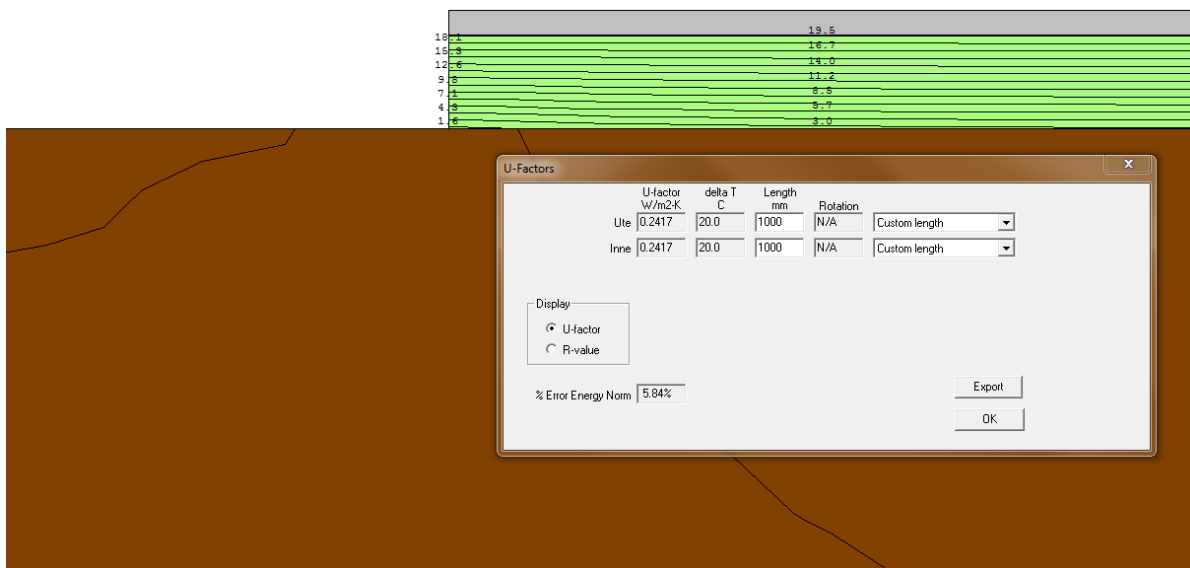 19.5
18.1
16.7
15.3
14.0
12.6
11.2
9.8
8.5
7.1
5.7
4.3
3.0
1.6
U-Factors
x
U-factor delta T Length
W/m2-K C mm Rotation
Ute 0.2417 20.0 1000 N/A Custom length
Inne 0.2417 20.0 1000 N/A Custom length
Display
U-factor
R-value
% Error Energy Norm 5.84%
Export
OK